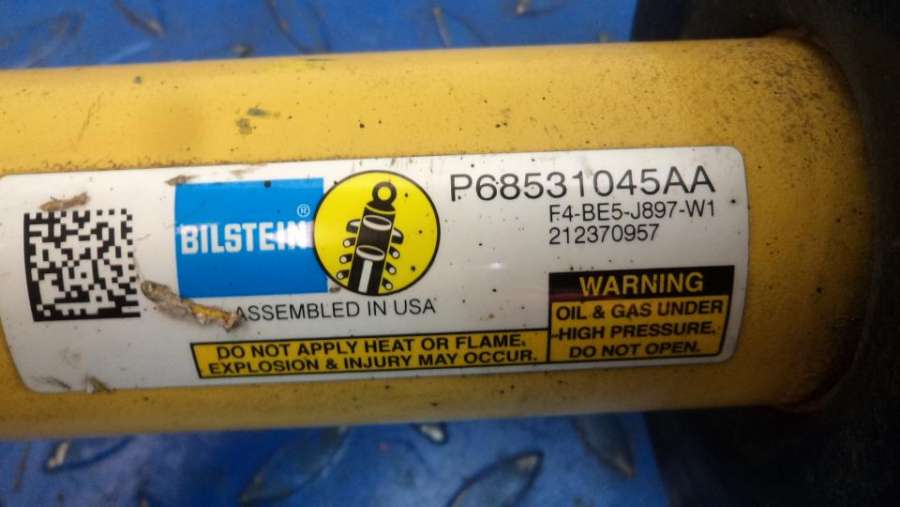 BILSTEIN®
P68531045AA
F4-BE5-J897-W1
212370957
ASSEMBLED IN USA
WARNING
OIL & GAS UNDER
HIGH PRESSURE.
DO NOT OPEN.
DO NOT APPLY HEAT OR FLAME.
EXPLOSION & INJURY MAY OCCUR.